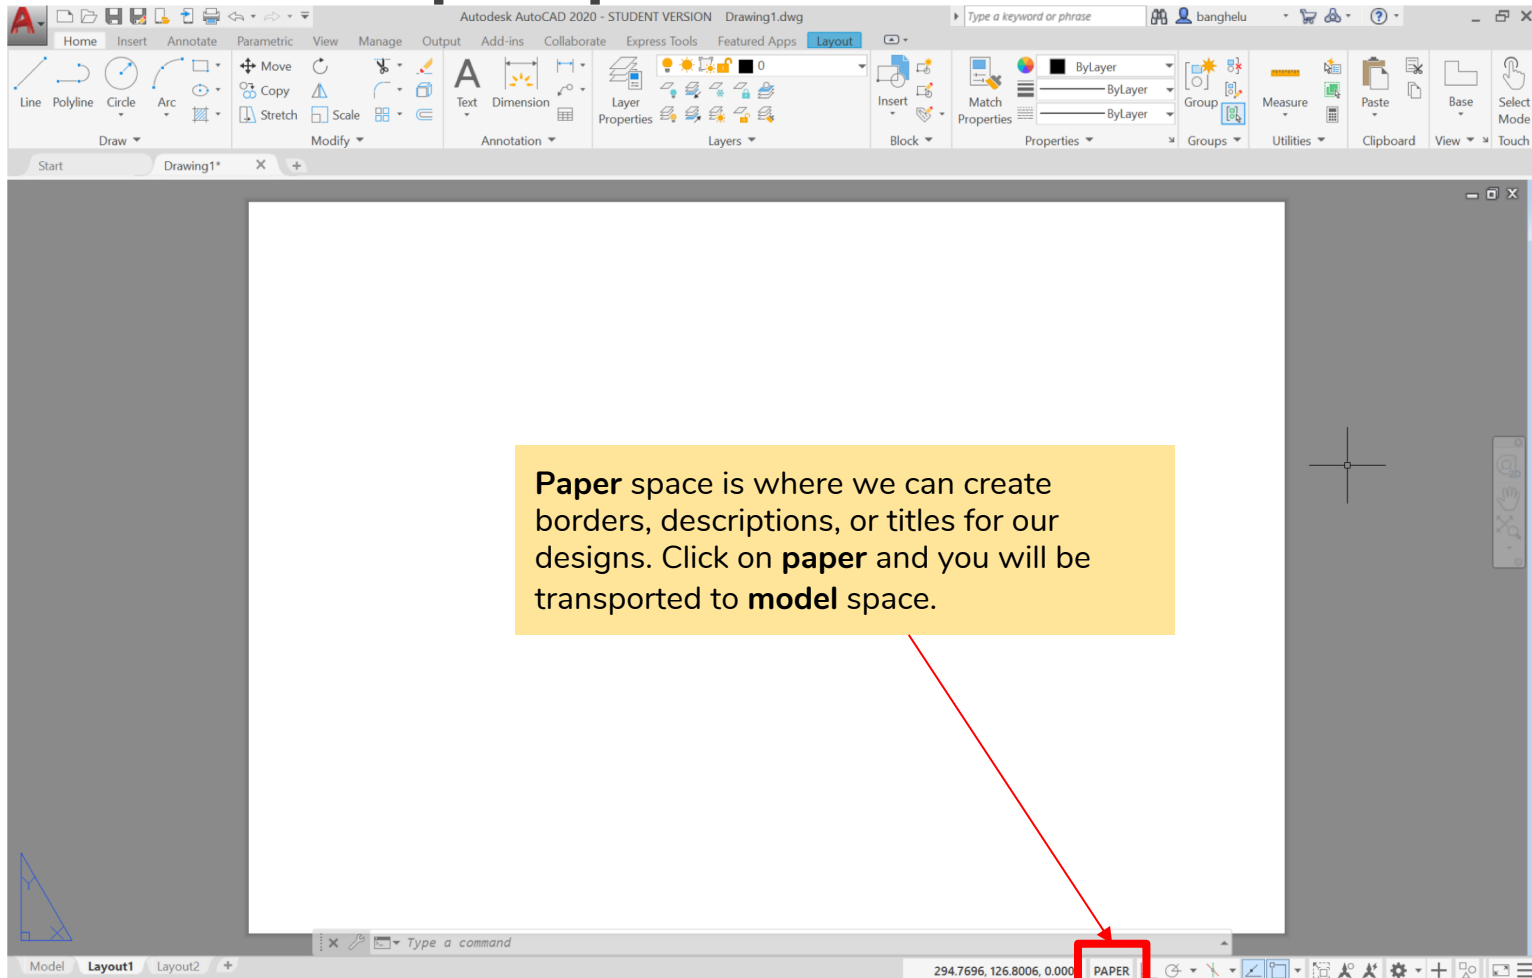 Autodesk AutoCAD 2020 - STUDENT VERSION Drawing1.dwg
Type a keyword or phrase
banghelu
Home Insert Annotate Parametric View Manage Output Add-ins Collaborate Express Tools Featured Apps Layout
Move
Copy
Stretch
Scale
Line Polyline Circle Arc
Text Dimension
Layer
Properties
0
Insert
Match
Properties
ByLayer
ByLayer
ByLayer
Group
Measure
Paste
Base
Select
Mode
Draw Modify Annotation Layers Block Properties Groups Utilities Clipboard View Touch
Start Drawing1*
Paper space is where we can create
borders, descriptions, or titles for our
designs. Click on paper and you will be
transported to model space.
Y
X
Type a command
Model Layout1 Layout2 +
294.7696, 126.8006, 0.000 PAPER